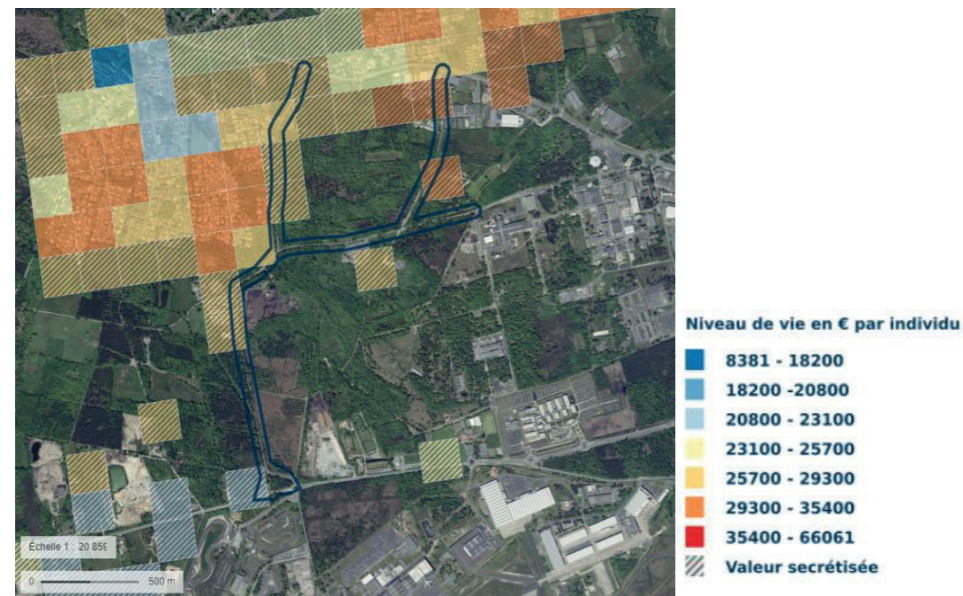 Niveau de vie en € par individu
8381 - 18200
18200 -20800
20800 - 23100
23100 - 25700
25700 - 29300
29300 - 35400
35400 - 66061
Valeur secrétisée
Échelle 1 : 20 859
0 500 m